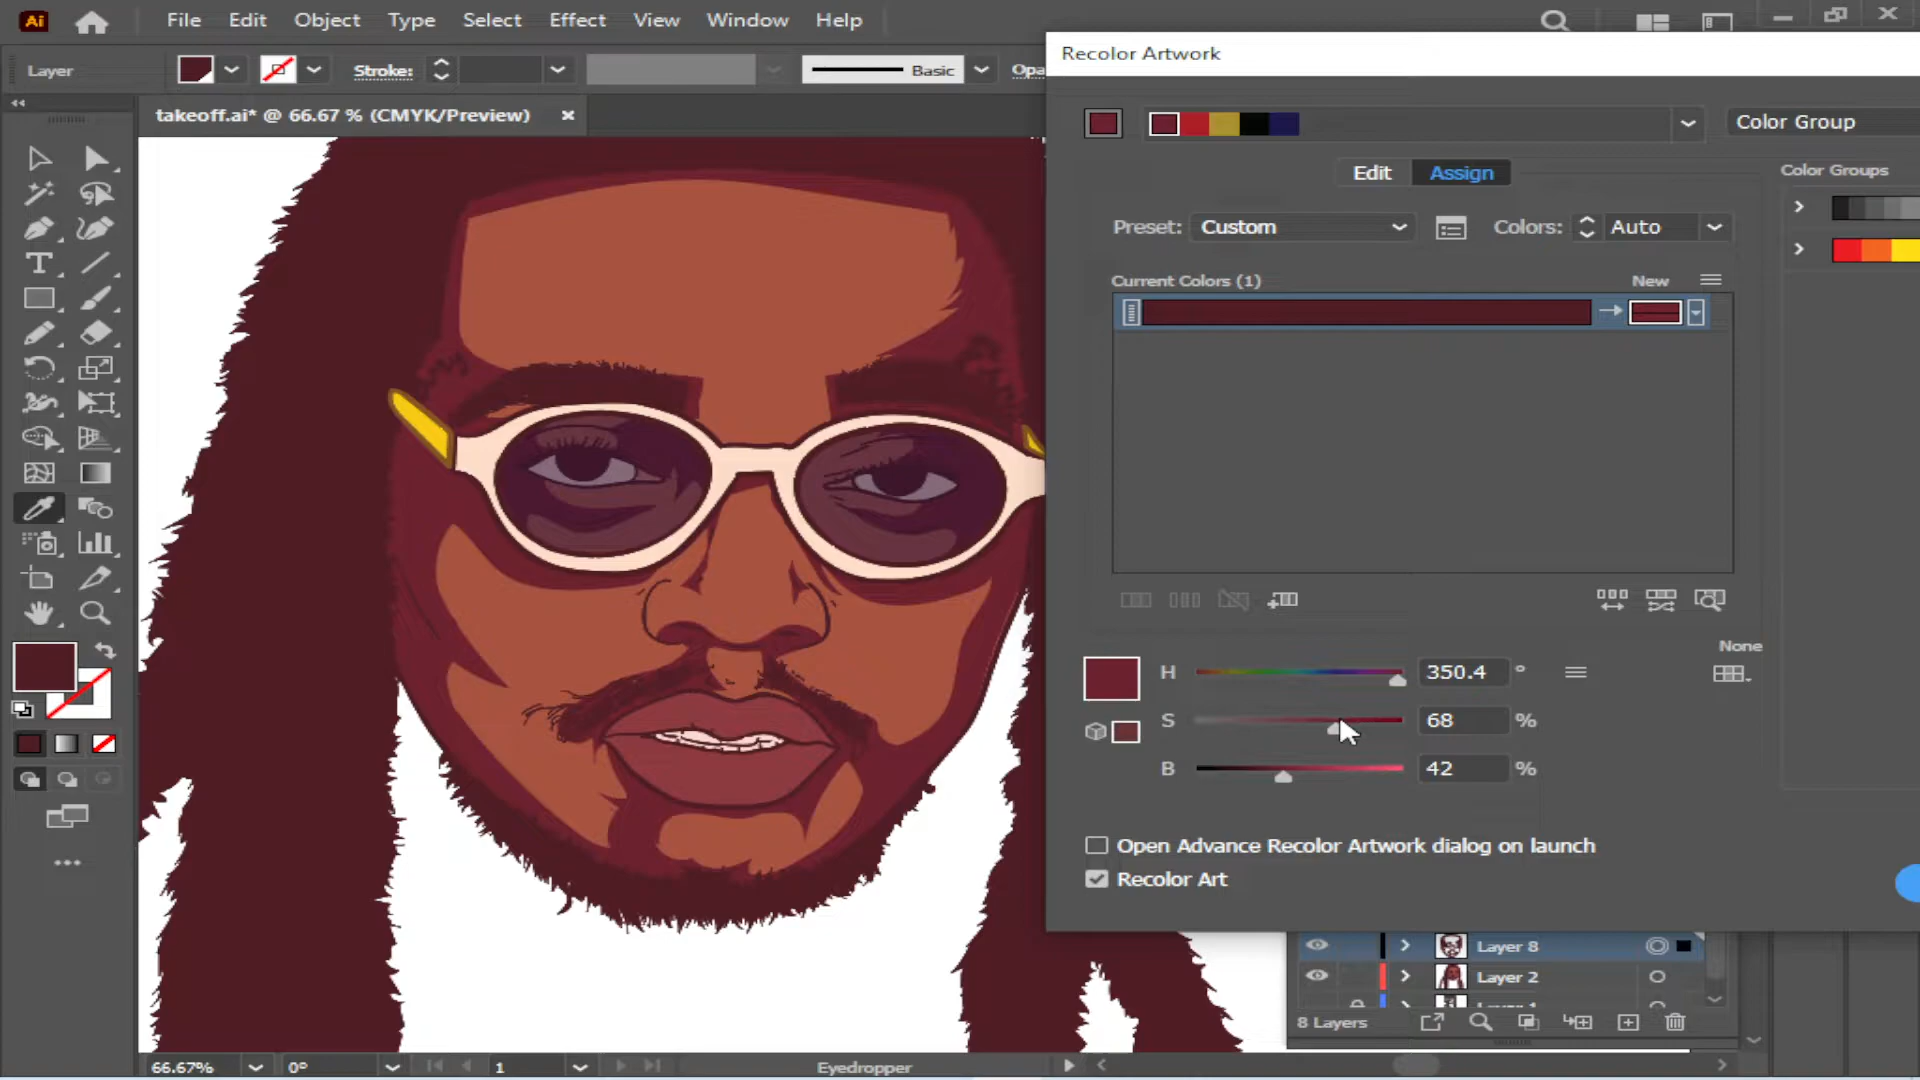 Ai File Edit Object Type Select Effect View Window Help
Recolor Artwork
Layer Stroke: Basic Opa
takeoff.ai* @ 66.67 % (CMYK/Preview) ×
Color Group
Edit Assign
Color Groups
Preset: Custom Colors: Auto
Current Colors (1) New
None
H 350.4 °
S 68 %
B 42 %
Open Advance Recolor Artwork dialog on launch
Recolor Art
Layer 8
Layer 2
8 Layers
66.67% 0° 1 Eyedropper